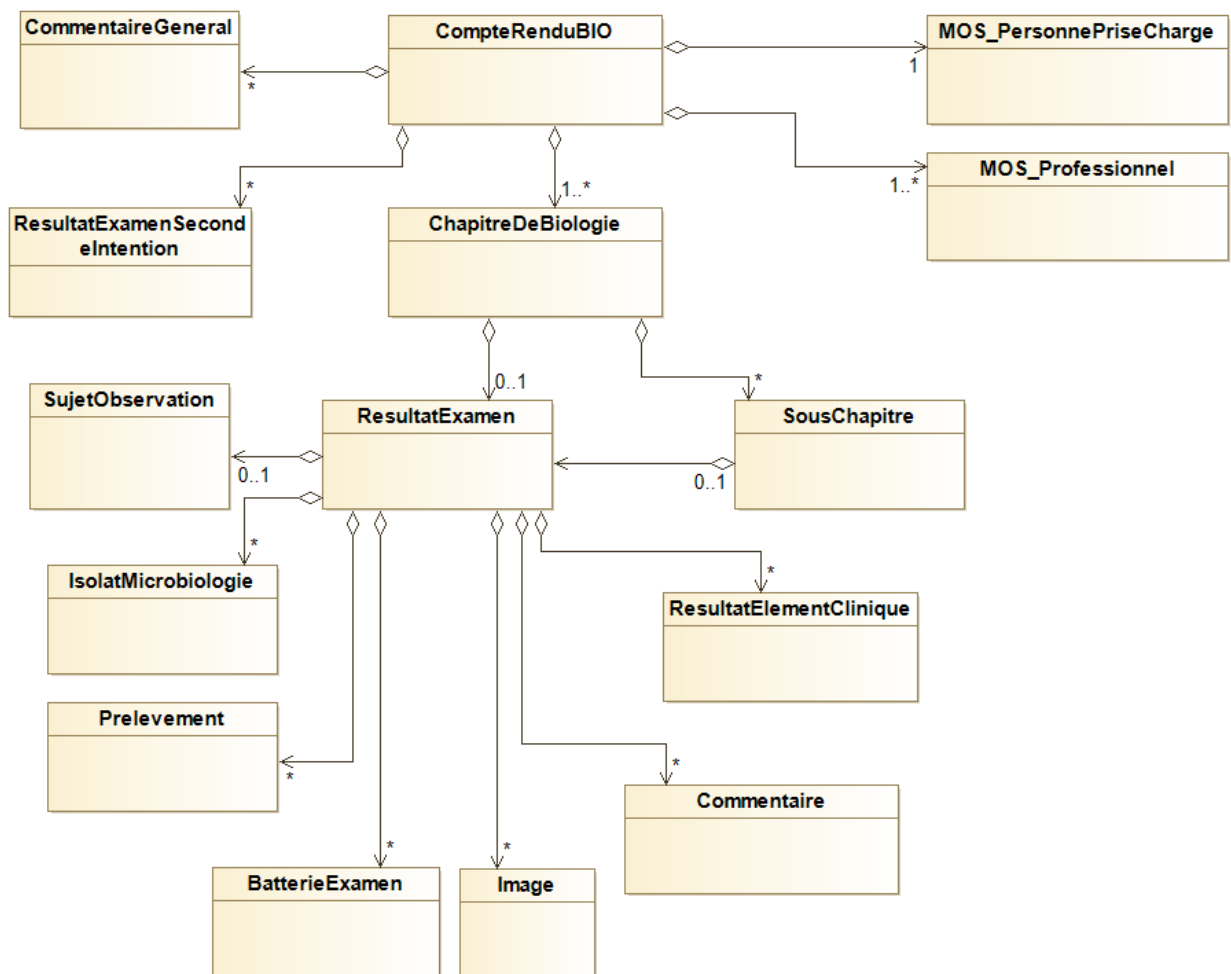 CommentaireGeneral
CompteRenduBIO
MOS_PersonnePriseCharge
*
1
MOS_Professionnel
1..*
*
1..*
ResultatExamenSecond
eIntention
ChapitreDeBiologie
0..1
*
SujetObservation
ResultatExamen
SousChapitre
0..1
0..1
*
*
IsolatMicrobiologie
ResultatElementClinique
Prelevement
*
*
Commentaire
*
*
BatterieExamen
Image